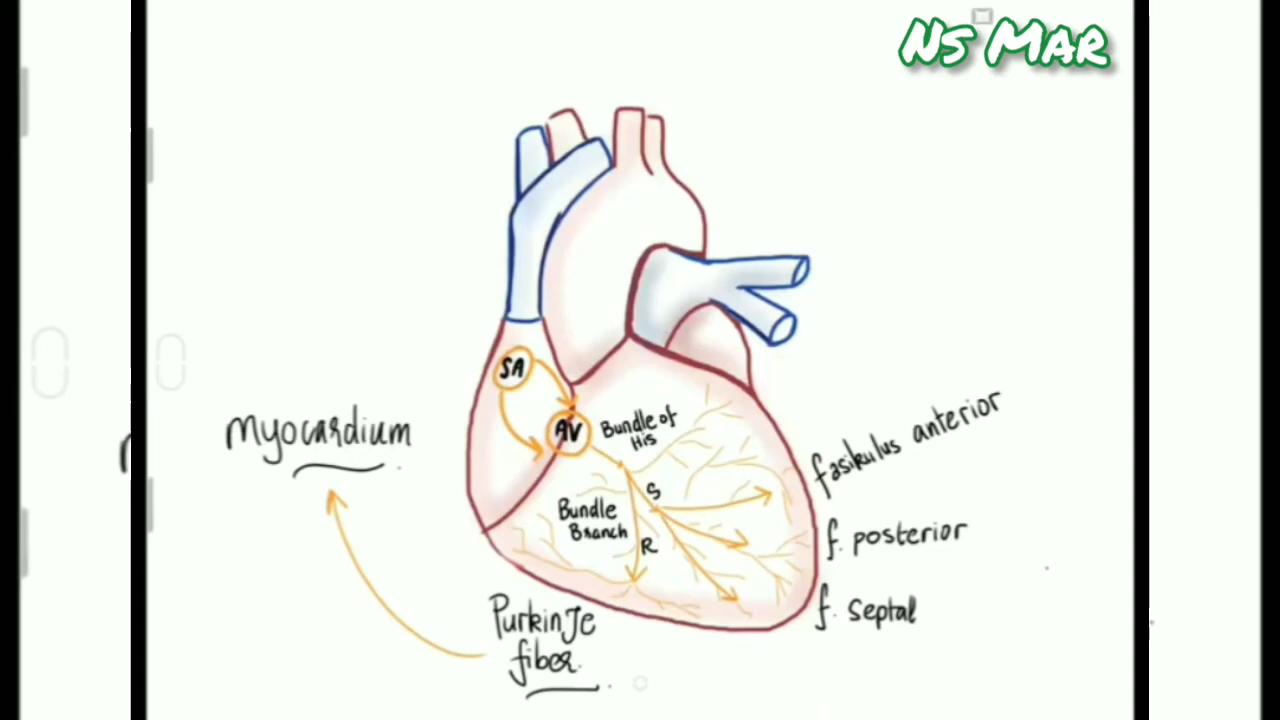 Ns Mar
SA
AV
Bundle of
His
Myocardium
fasikulus anterior
S
Bundle
Branch
R
f. posterior
f. Septal
Purkinje
fiber.